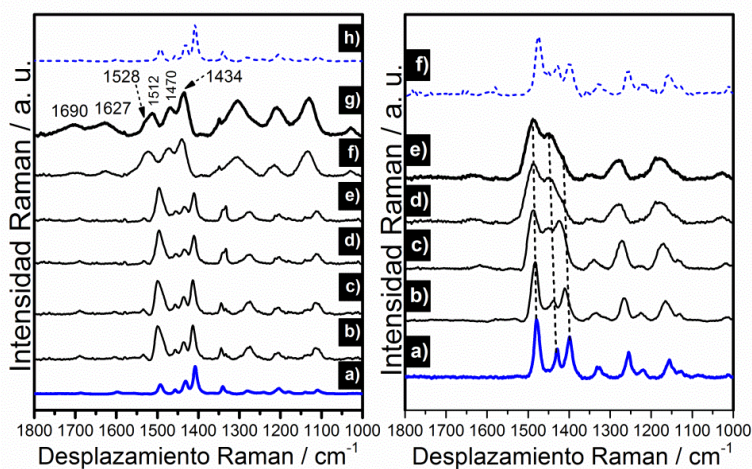 Intensidad Raman / a. u.
h)
1528
1512
1470
1434
1690
1627
g)
f)
e)
d)
c)
b)
a)
1800 1700 1600 1500 1400 1300 1200 1100 1000
Desplazamiento Raman / cm-1
Intensidad Raman / a. u.
f)
e)
d)
c)
b)
a)
1800 1700 1600 1500 1400 1300 1200 1100 1000
Desplazamiento Raman / cm-1